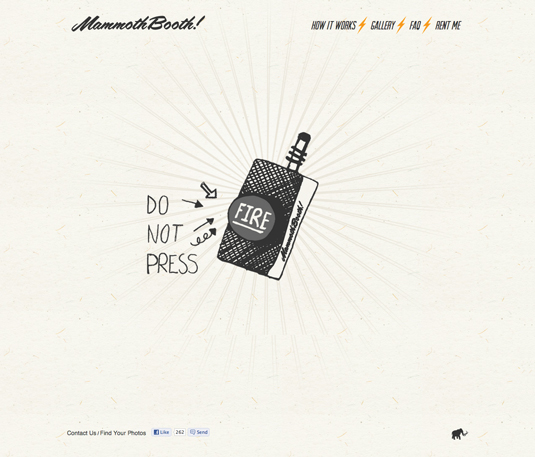 MammothBooth!
HOW IT WORKS GALLERY FAQ RENT ME
DO
NOT
PRESS
FIRE
MammothBooth!
Contact Us / Find Your Photos Like 262 Send